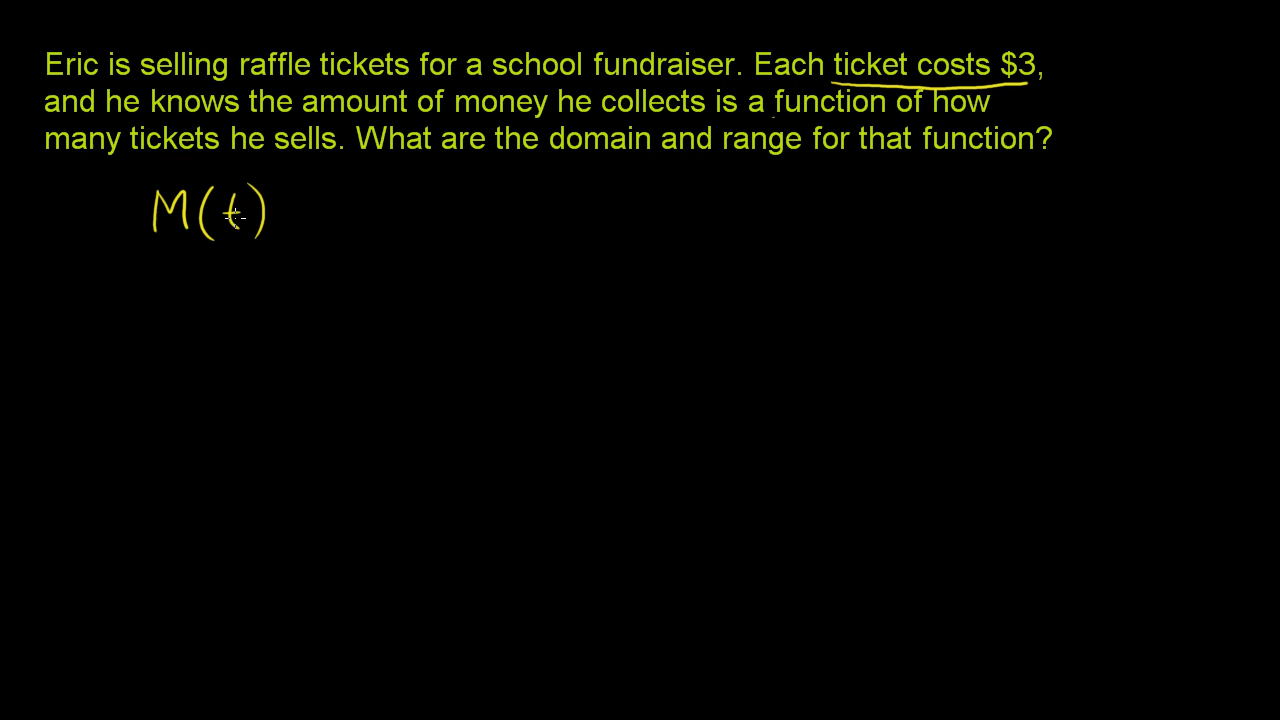 Eric is selling raffle tickets for a school fundraiser. Each ticket costs $3,
and he knows the amount of money he collects is a function of how
many tickets he sells. What are the domain and range for that function?
M(t)